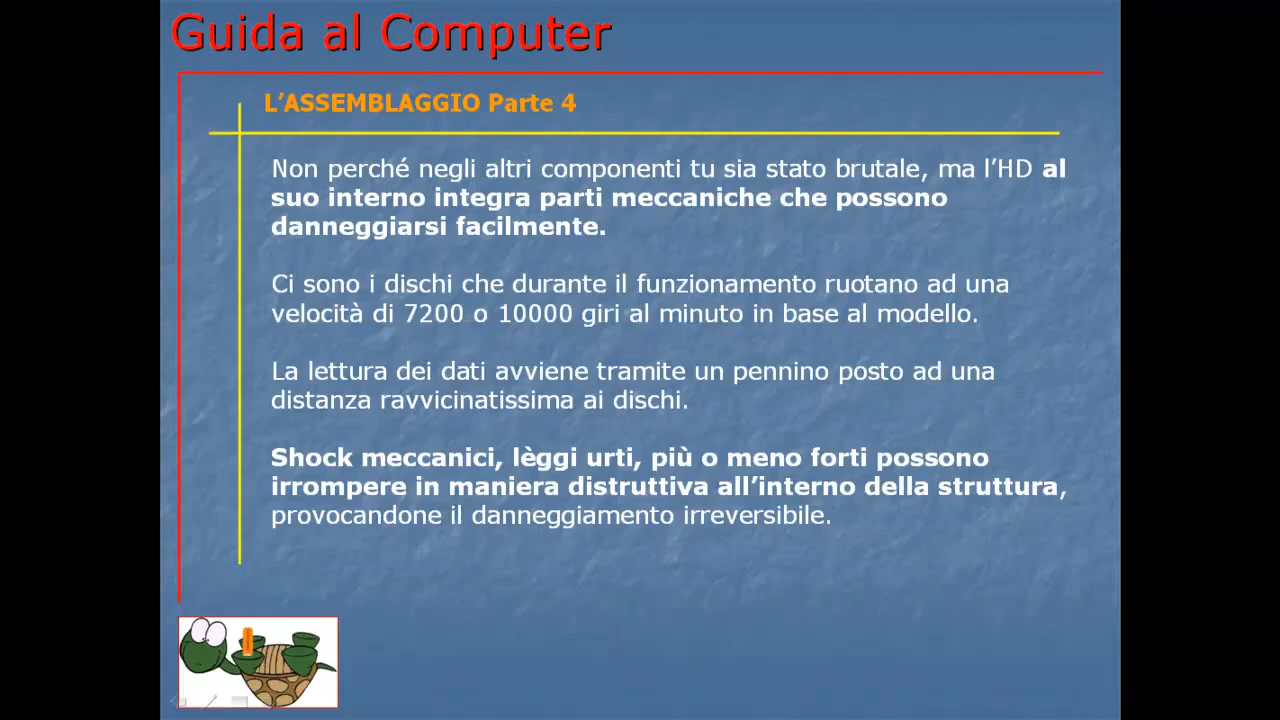 Guida al Computer
L’ASSEMBLAGGIO Parte 4
Non perché negli altri componenti tu sia stato brutale, ma l’HD al
suo interno integra parti meccaniche che possono
danneggiarsi facilmente.
Ci sono i dischi che durante il funzionamento ruotano ad una
velocità di 7200 o 10000 giri al minuto in base al modello.
La lettura dei dati avviene tramite un pennino posto ad una
distanza ravvicinatissima ai dischi.
Shock meccanici, lèggi urti, più o meno forti possono
irrompere in maniera distruttiva all’interno della struttura,
provocandone il danneggiamento irreversibile.